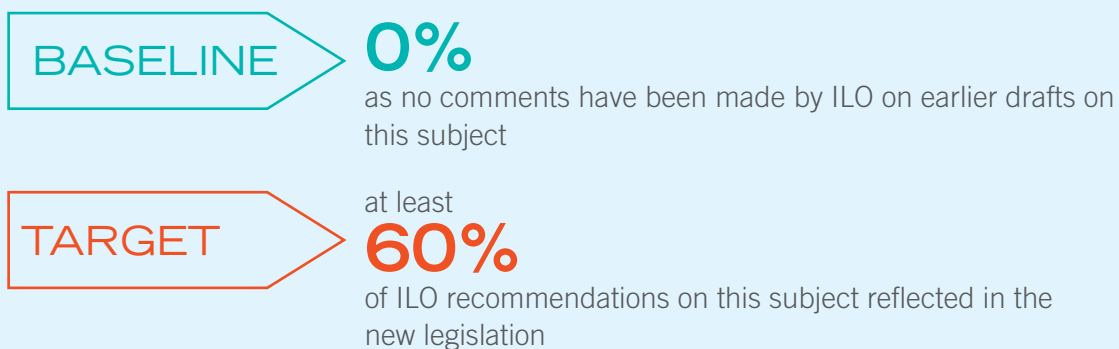 BASELINE
0%
as no comments have been made by ILO on earlier drafts on
this subject
TARGET
at least
60%
of ILO recommendations on this subject reflected in the
new legislation